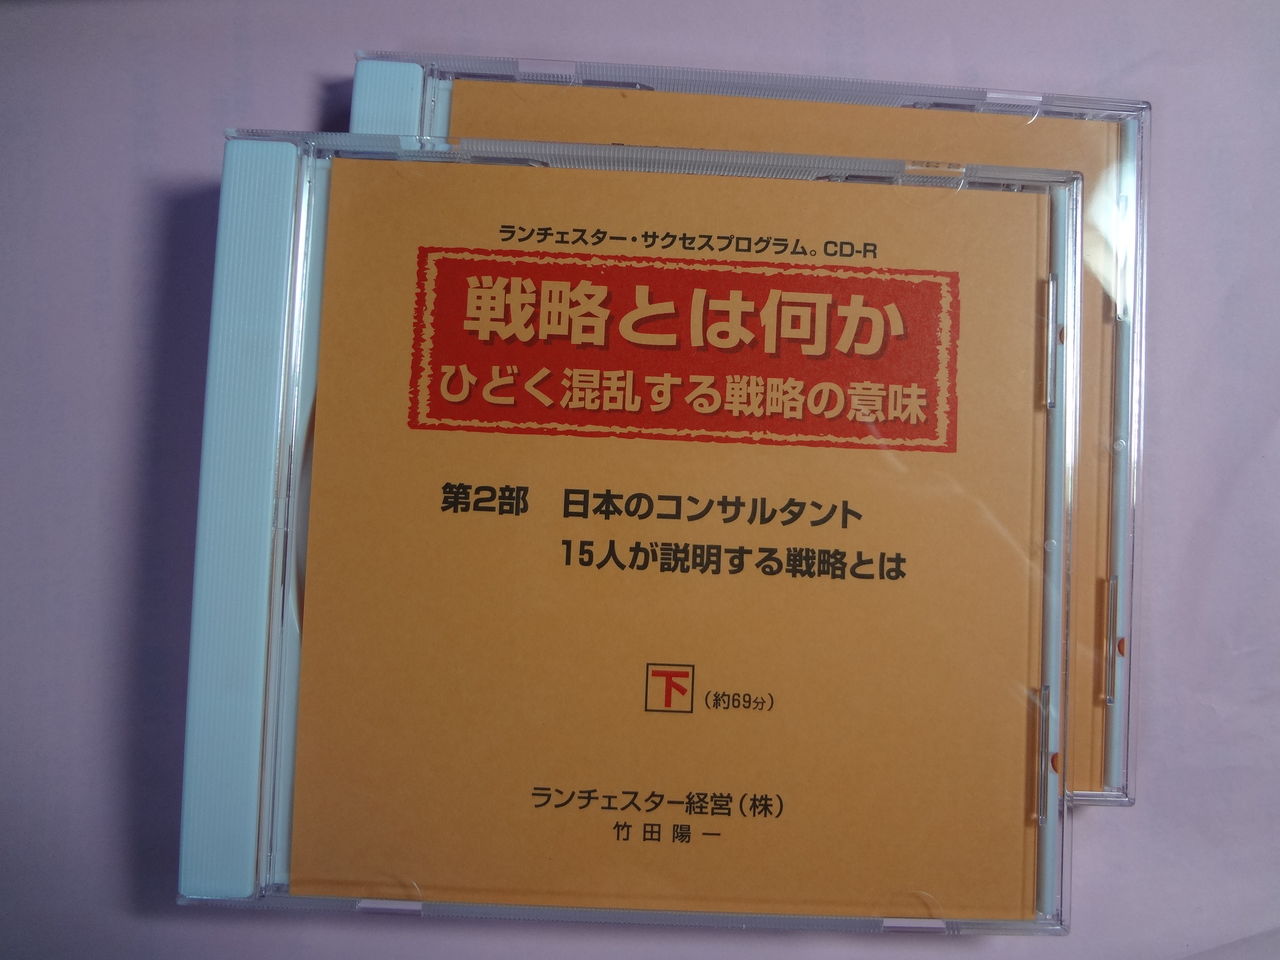 ランチェスター・サクセスプログラム。CD-R
戦略とは何か
ひどく混乱する戦略の意味
第2部 日本のコンサルタント
15人が説明する戦略とは
下 (約69分)
ランチェスター経営(株)
竹田陽一